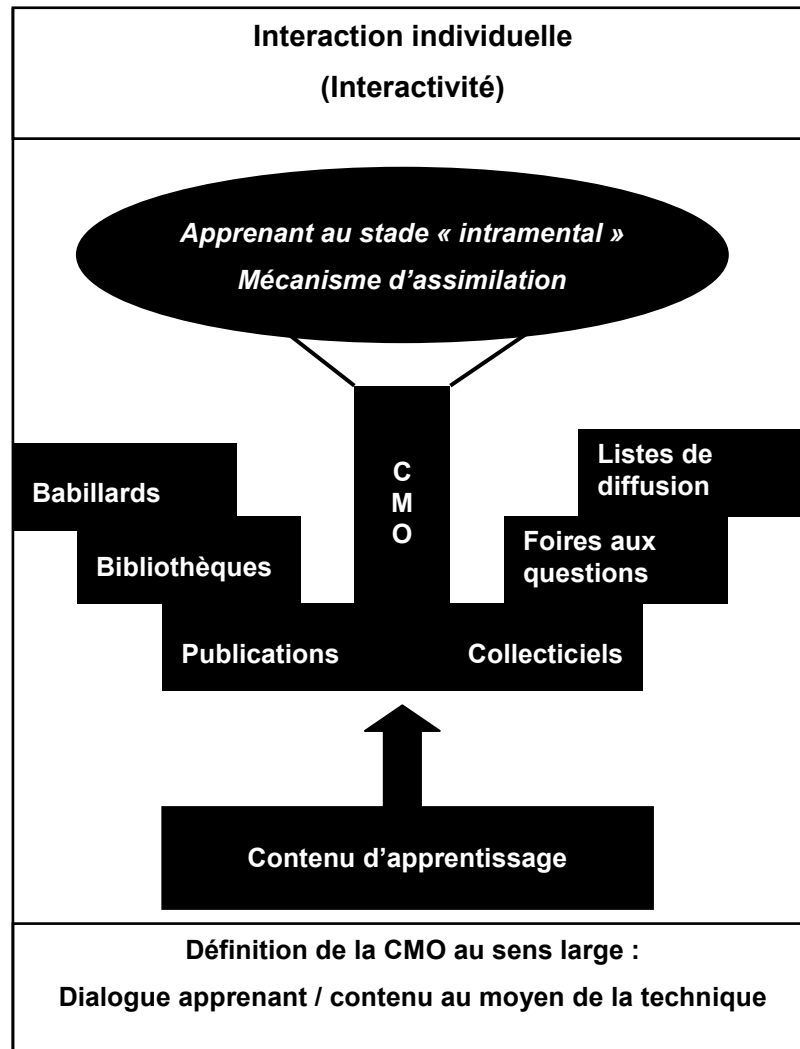 Interaction individuelle
(Interactivité)
Apprenant au stade « intramental »
Mécanisme d’assimilation
C
M
O
Babillards
Listes de
diffusion
Bibliothèques
Foires aux
questions
Publications
Collecticiels
Contenu d’apprentissage
Définition de la CMO au sens large :
Dialogue apprenant / contenu au moyen de la technique